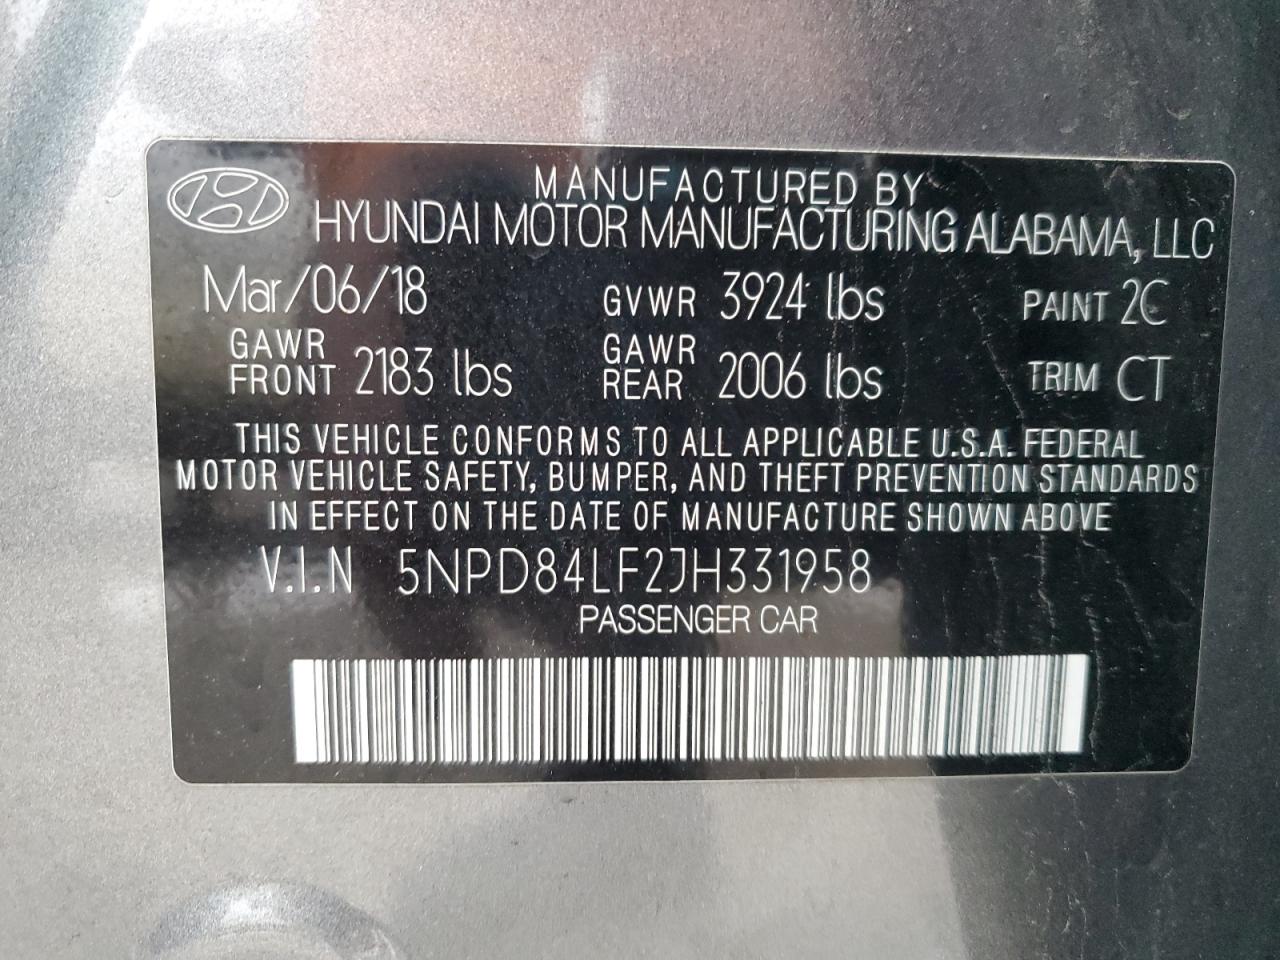 MANUFACTURED BY
HYUNDAI MOTOR MANUFACTURING ALABAMA, LLC
Mar/06/18 GVWR 3924 lbs PAINT 2C
GAWR FRONT 2183 lbs GAWR REAR 2006 lbs TRIM CT
THIS VEHICLE CONFORMS TO ALL APPLICABLE U.S.A. FEDERAL
MOTOR VEHICLE SAFETY, BUMPER, AND THEFT PREVENTION STANDARDS
IN EFFECT ON THE DATE OF MANUFACTURE SHOWN ABOVE
V.I.N 5NPD84LF2JH331958
PASSENGER CAR